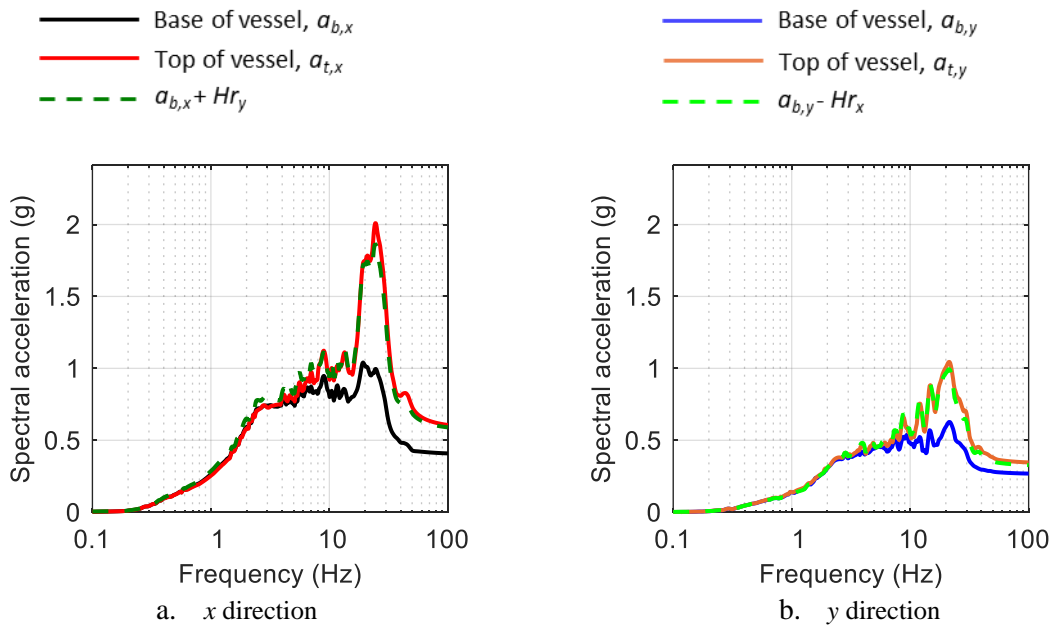 Base of vessel, a_b,x
Top of vessel, a_t,x
a_b,x + Hr_y
Base of vessel, a_b,y
Top of vessel, a_t,y
a_b,y - Hr_x
Spectral acceleration (g)
2
1.5
1
0.5
0
0.1
1
10
100
Frequency (Hz)
a. x direction
Spectral acceleration (g)
2
1.5
1
0.5
0
0.1
1
10
100
Frequency (Hz)
b. y direction